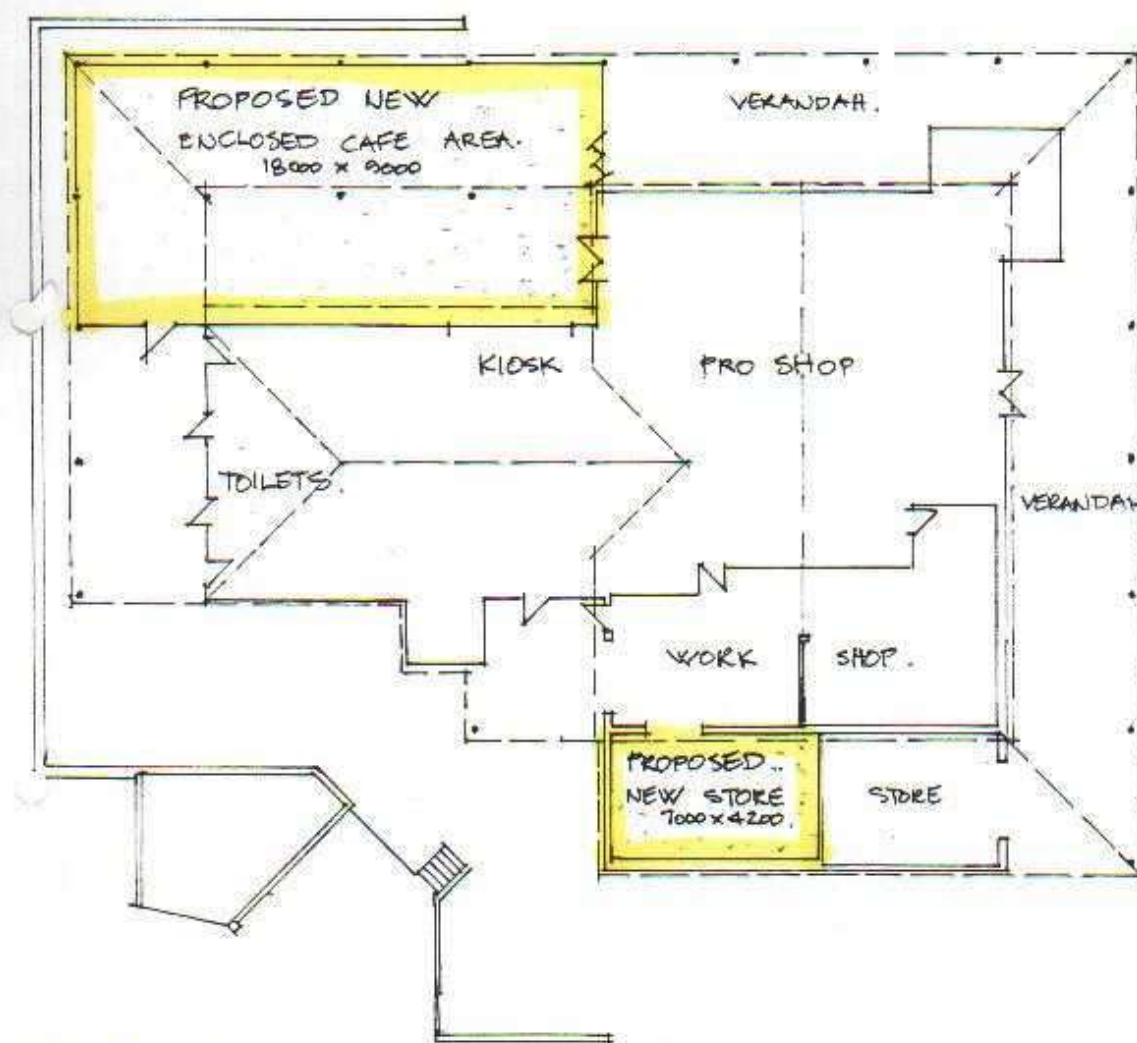 PROPOSED NEW
ENCLOSED CAFE AREA.
18000 x 9000
VERANDAH.
KIOSK
PRO SHOP
TOILETS.
VERANDAH
WORK
SHOP.
PROPOSED..
NEW STORE
7000 x 4200.
STORE